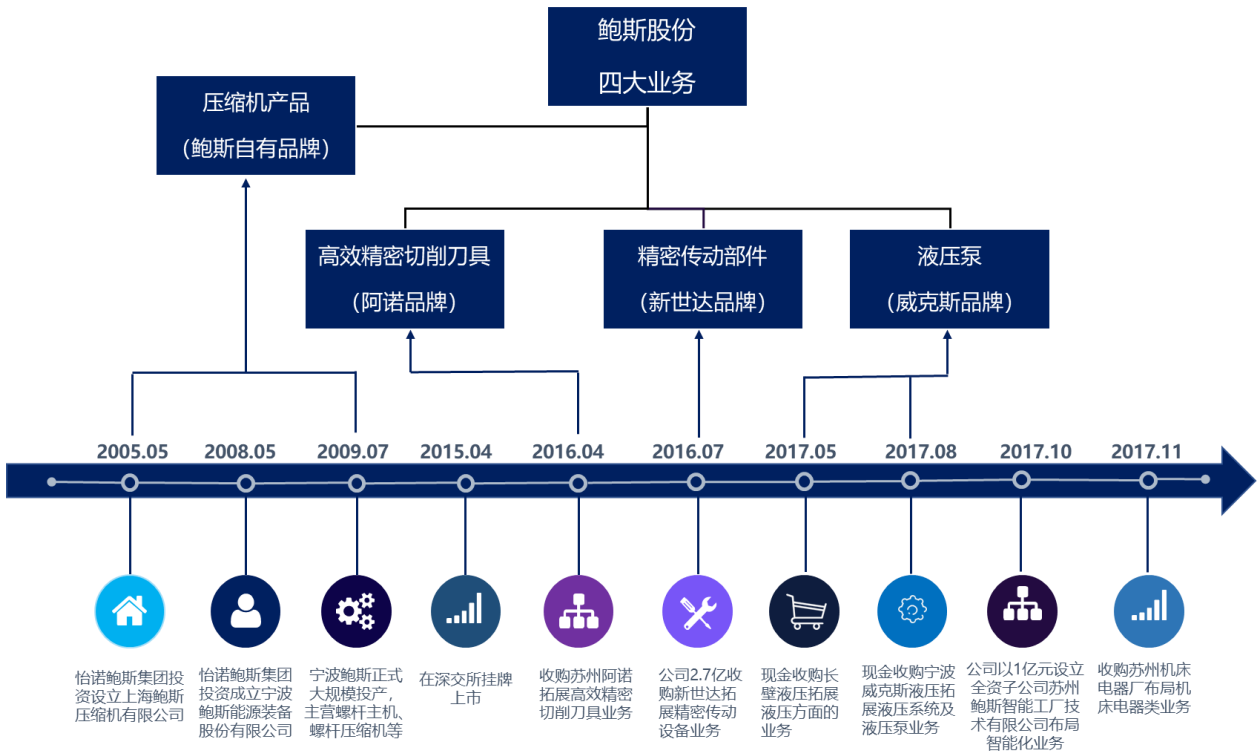 鲍斯股份
四大业务
压缩机产品
（鲍斯自有品牌）
高效精密切削刀具
（阿诺品牌）
精密传动部件
（新世达品牌）
液压泵
（威克斯品牌）
2005.05
2008.05
2009.07
2015.04
2016.04
2016.07
2017.05
2017.08
2017.10
2017.11
怡诺鲍斯集团投
资设立上海鲍斯
压缩机有限公司
怡诺鲍斯集团
投资成立宁波
鲍斯能源装备
股份有限公司
宁波鲍斯正式
大规模投产，
主营螺杆主机、
螺杆压缩机等
在深交所挂牌
上市
收购苏州阿诺
拓展高效精密
切削刀具业务
公司2.7亿收
购新世达拓
展精密传动
设备业务
现金收购长
壁液压拓展
液压方面的
业务
现金收购宁波
威克斯液压拓
展液压系统及
液压泵业务
公司以1亿元设立
全资子公司苏州
鲍斯智能工厂技
术有限公司布局
智能化业务
收购苏州机床
电器厂布局机
床电器类业务